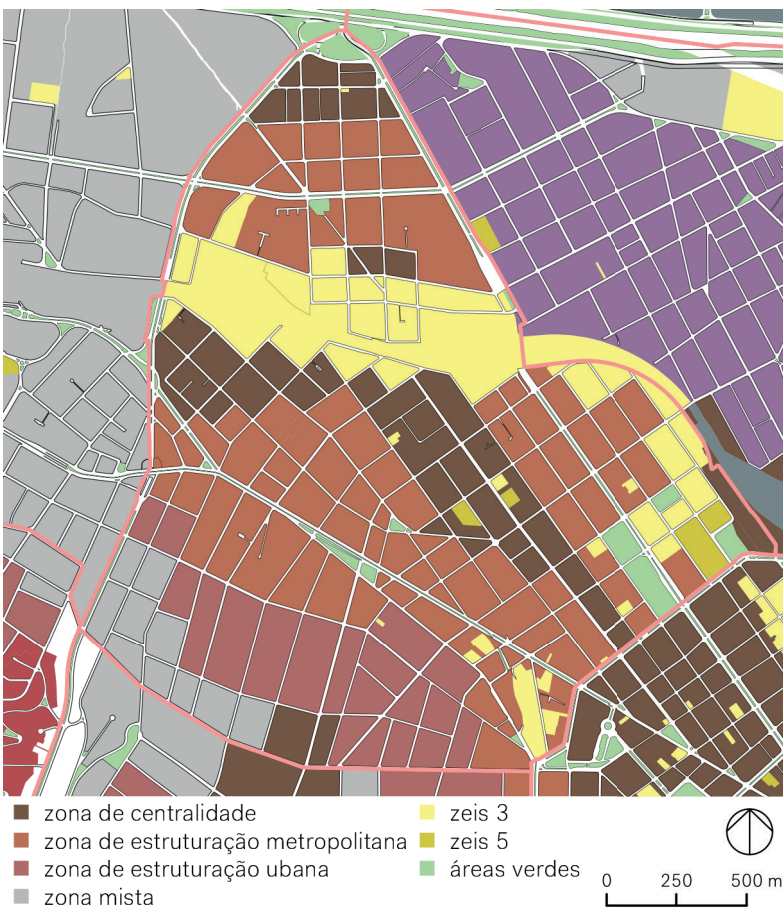 zona de centralidade
zona de estruturação metropolitana
zona de estruturação ubana
zona mista
zeis 3
zeis 5
áreas verdes
0 250 500 m